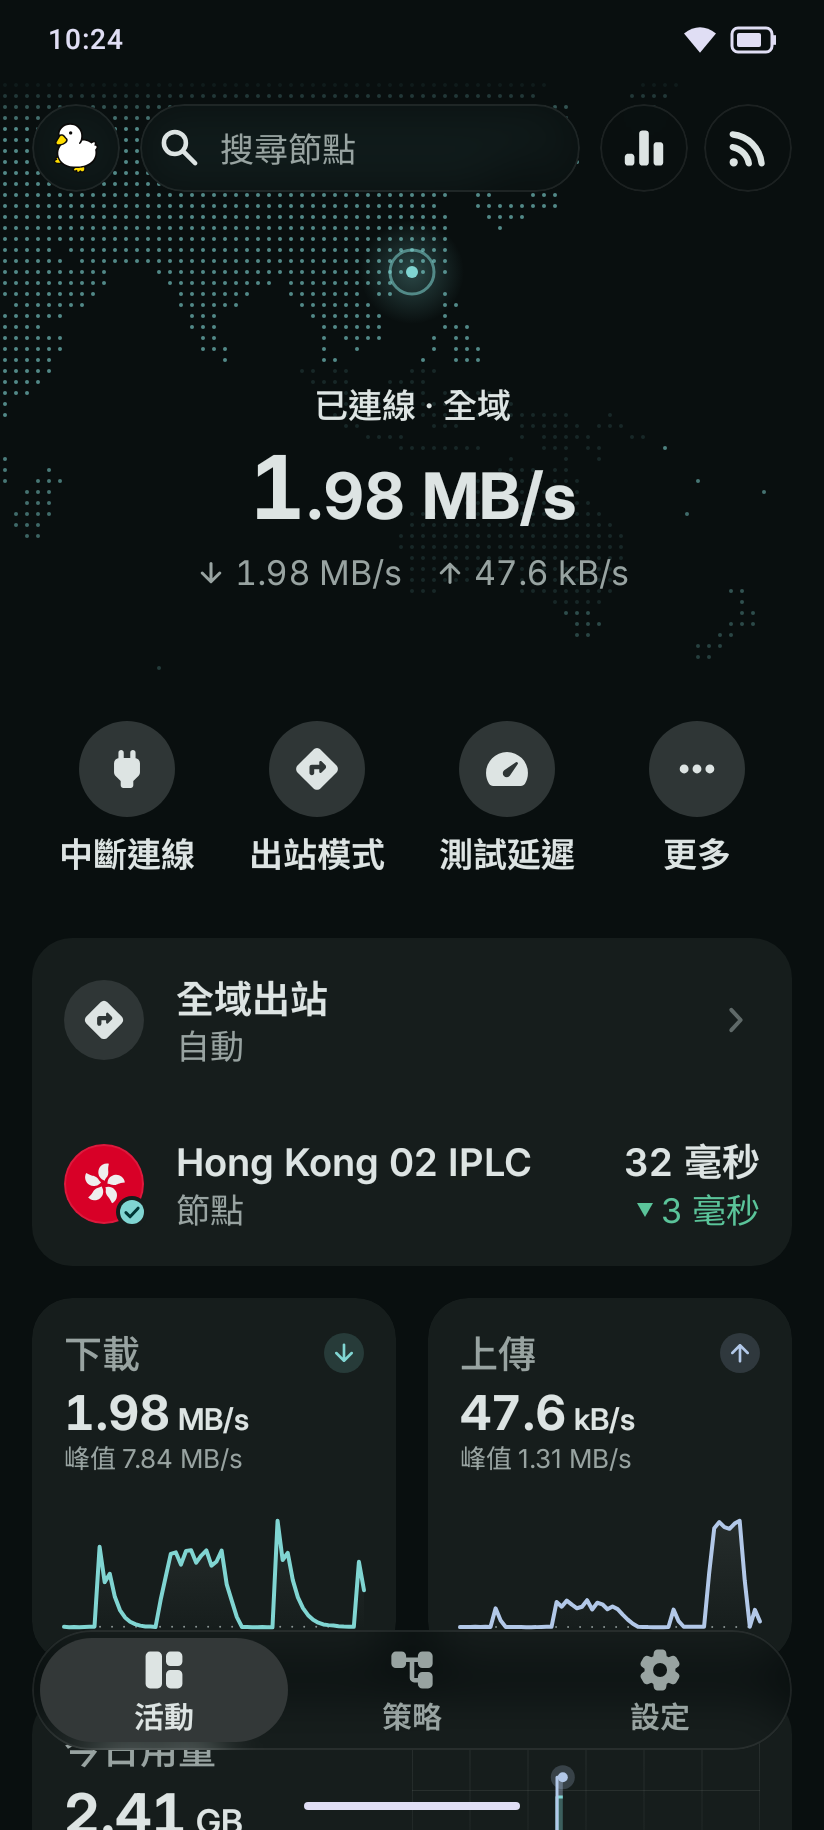 10:24
搜尋節點
已連線 · 全域
1.98 MB/s
↓ 1.98 MB/s ↑ 47.6 kB/s
中斷連線 出站模式 測試延遲 更多
全域出站
自動
Hong Kong 02 IPLC 32 毫秒
節點 ▼3 毫秒
下載 上傳
1.98 MB/s 47.6 kB/s
峰值 7.84 MB/s 峰值 1.31 MB/s
活動 策略 設定
今日用量
2.41 GB